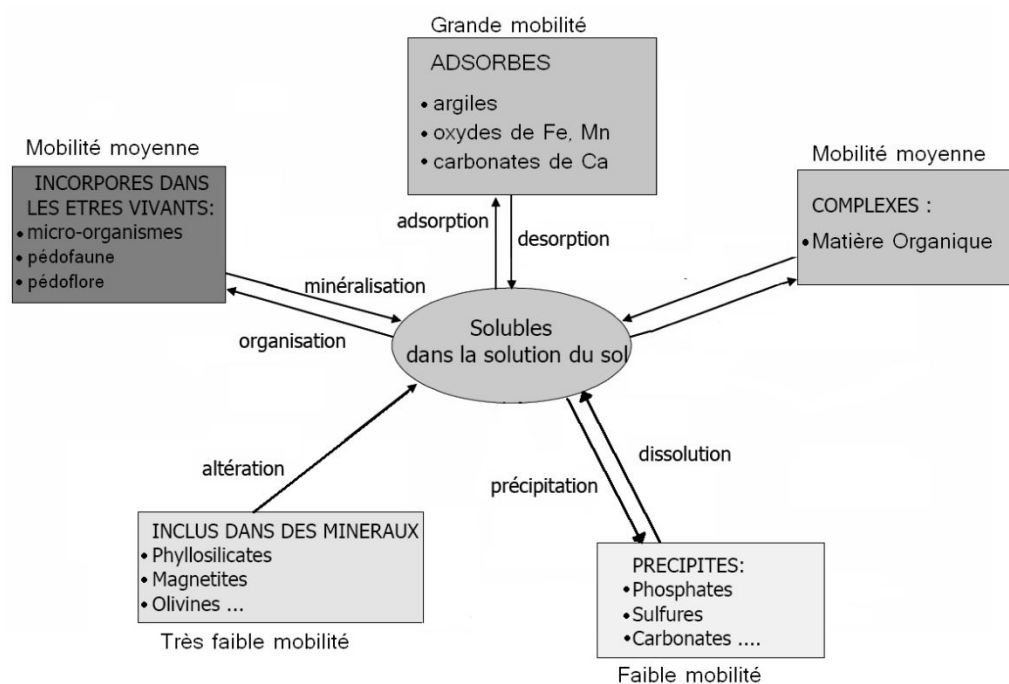 Grande mobilité
ADSORBES
• argiles
• oxydes de Fe, Mn
• carbonates de Ca
Mobilité moyenne
INCORPORES DANS
LES ETRES VIVANTS:
• micro-organismes
• pédofaune
• pédoflore
Mobilité moyenne
COMPLEXES :
• Matière Organique
adsorption
desorption
minéralisation
organisation
Solubles
dans la solution du sol
altération
dissolution
précipitation
INCLUS DANS DES MINERAUX
• Phyllosilicates
• Magnetites
• Olivines ...
Très faible mobilité
PRECIPITES:
• Phosphates
• Sulfures
• Carbonates ....
Faible mobilité